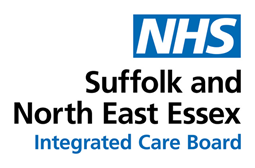 NHS
Suffolk and
North East Essex
Integrated Care Board